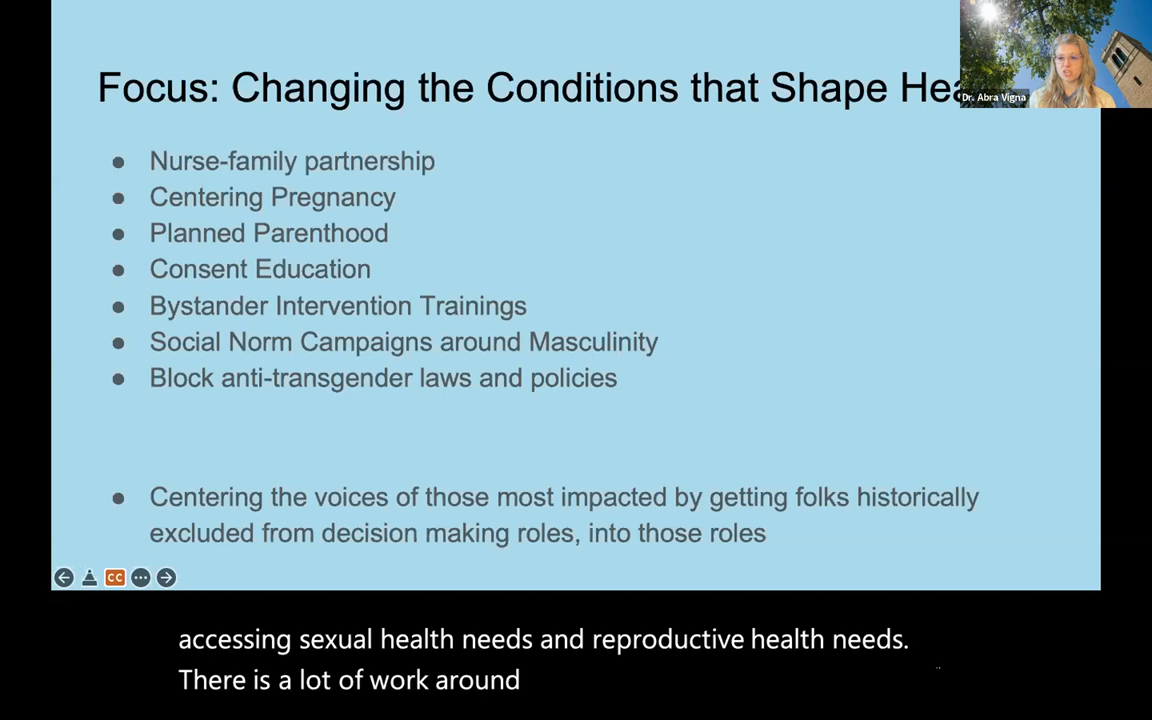 Focus: Changing the Conditions that Shape Hea
Dr. Abra Vigna
● Nurse-family partnership
● Centering Pregnancy
● Planned Parenthood
● Consent Education
● Bystander Intervention Trainings
● Social Norm Campaigns around Masculinity
● Block anti-transgender laws and policies
● Centering the voices of those most impacted by getting folks historically
excluded from decision making roles, into those roles
CC
accessing sexual health needs and reproductive health needs.
There is a lot of work around